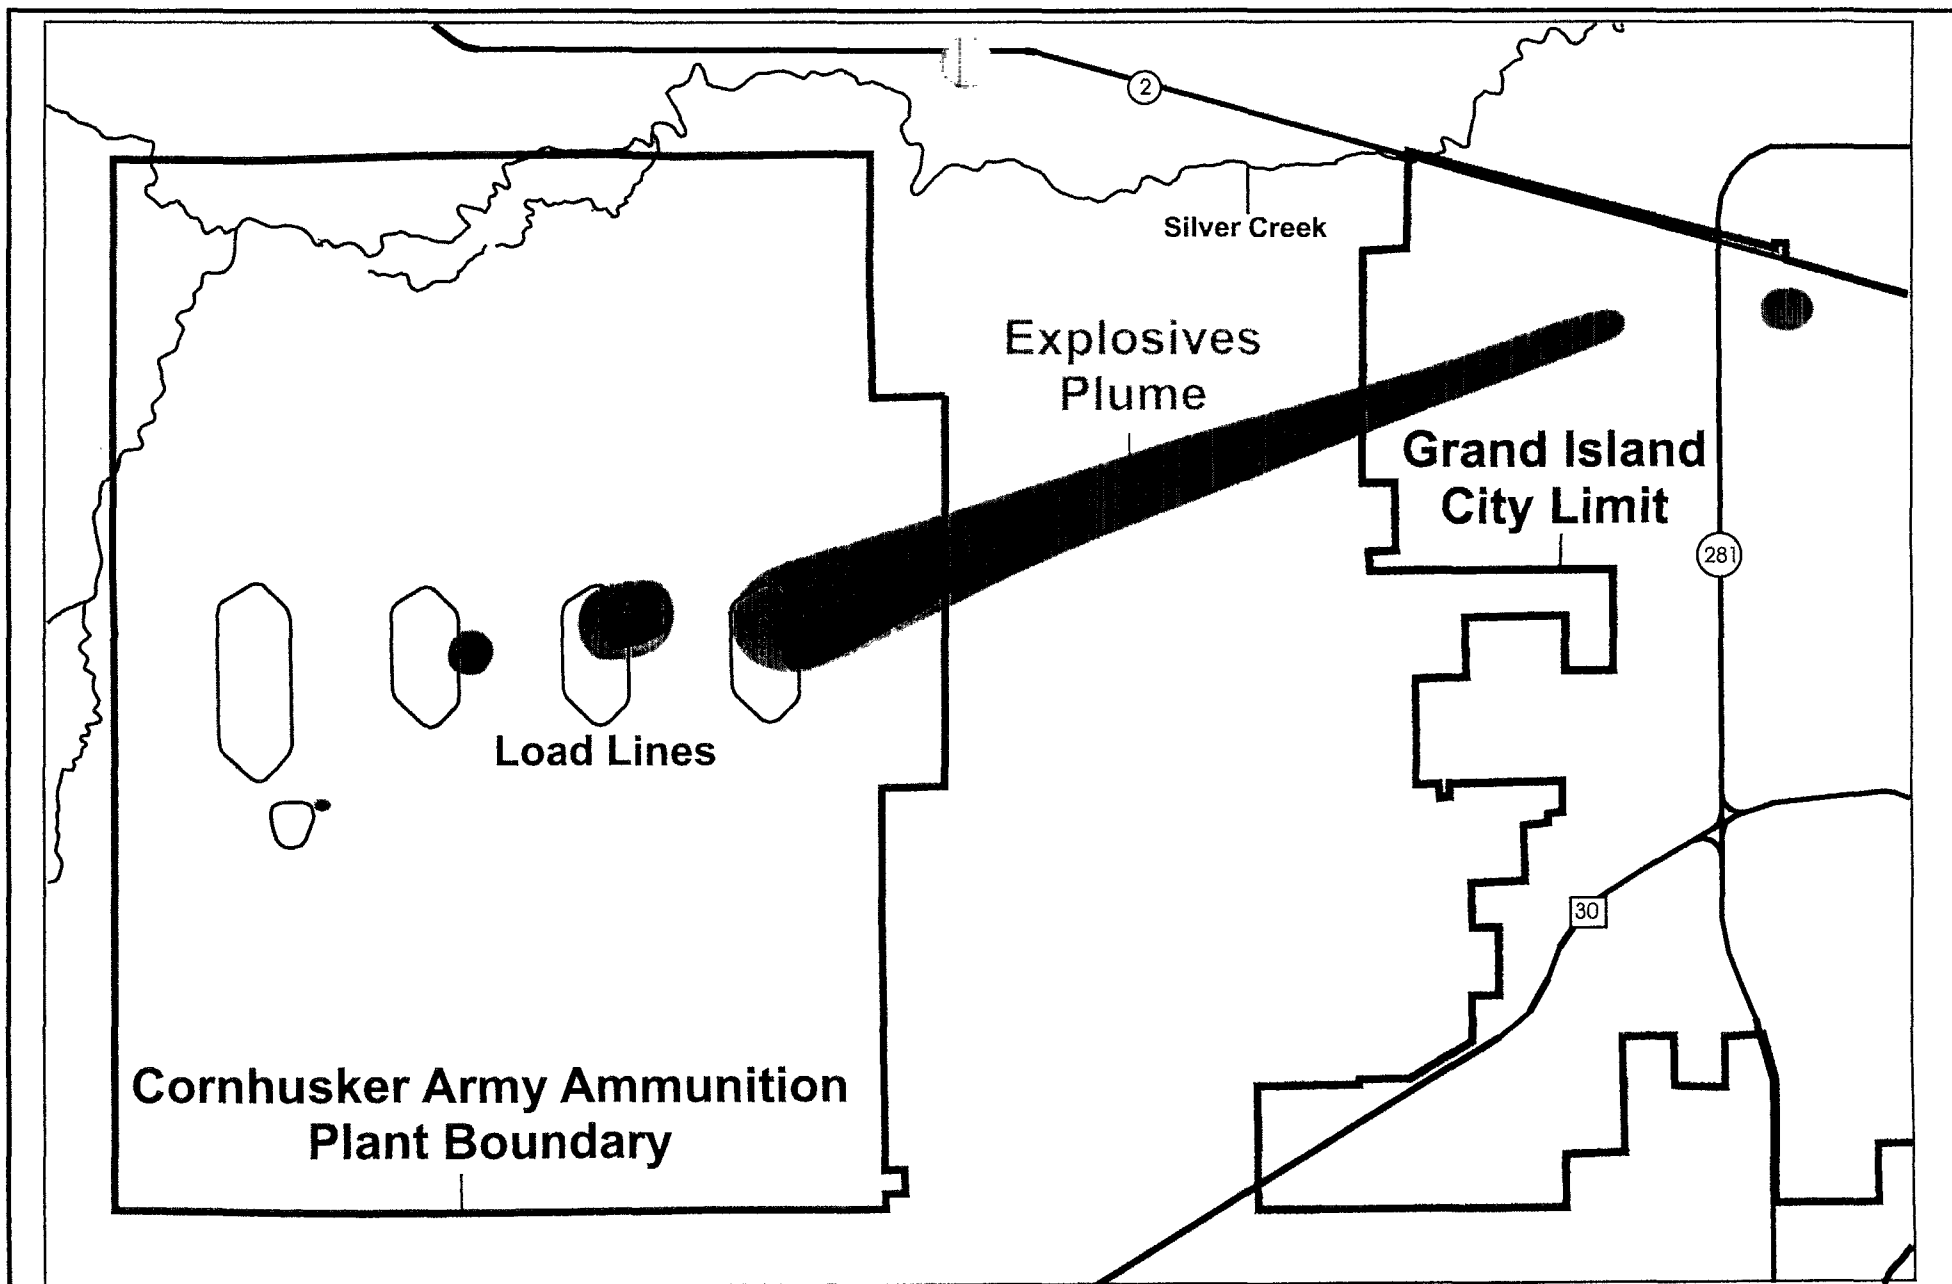 2
Silver Creek
Explosives
Plume
Grand Island
City Limit
281
Load Lines
30
Cornhusker Army Ammunition
Plant Boundary